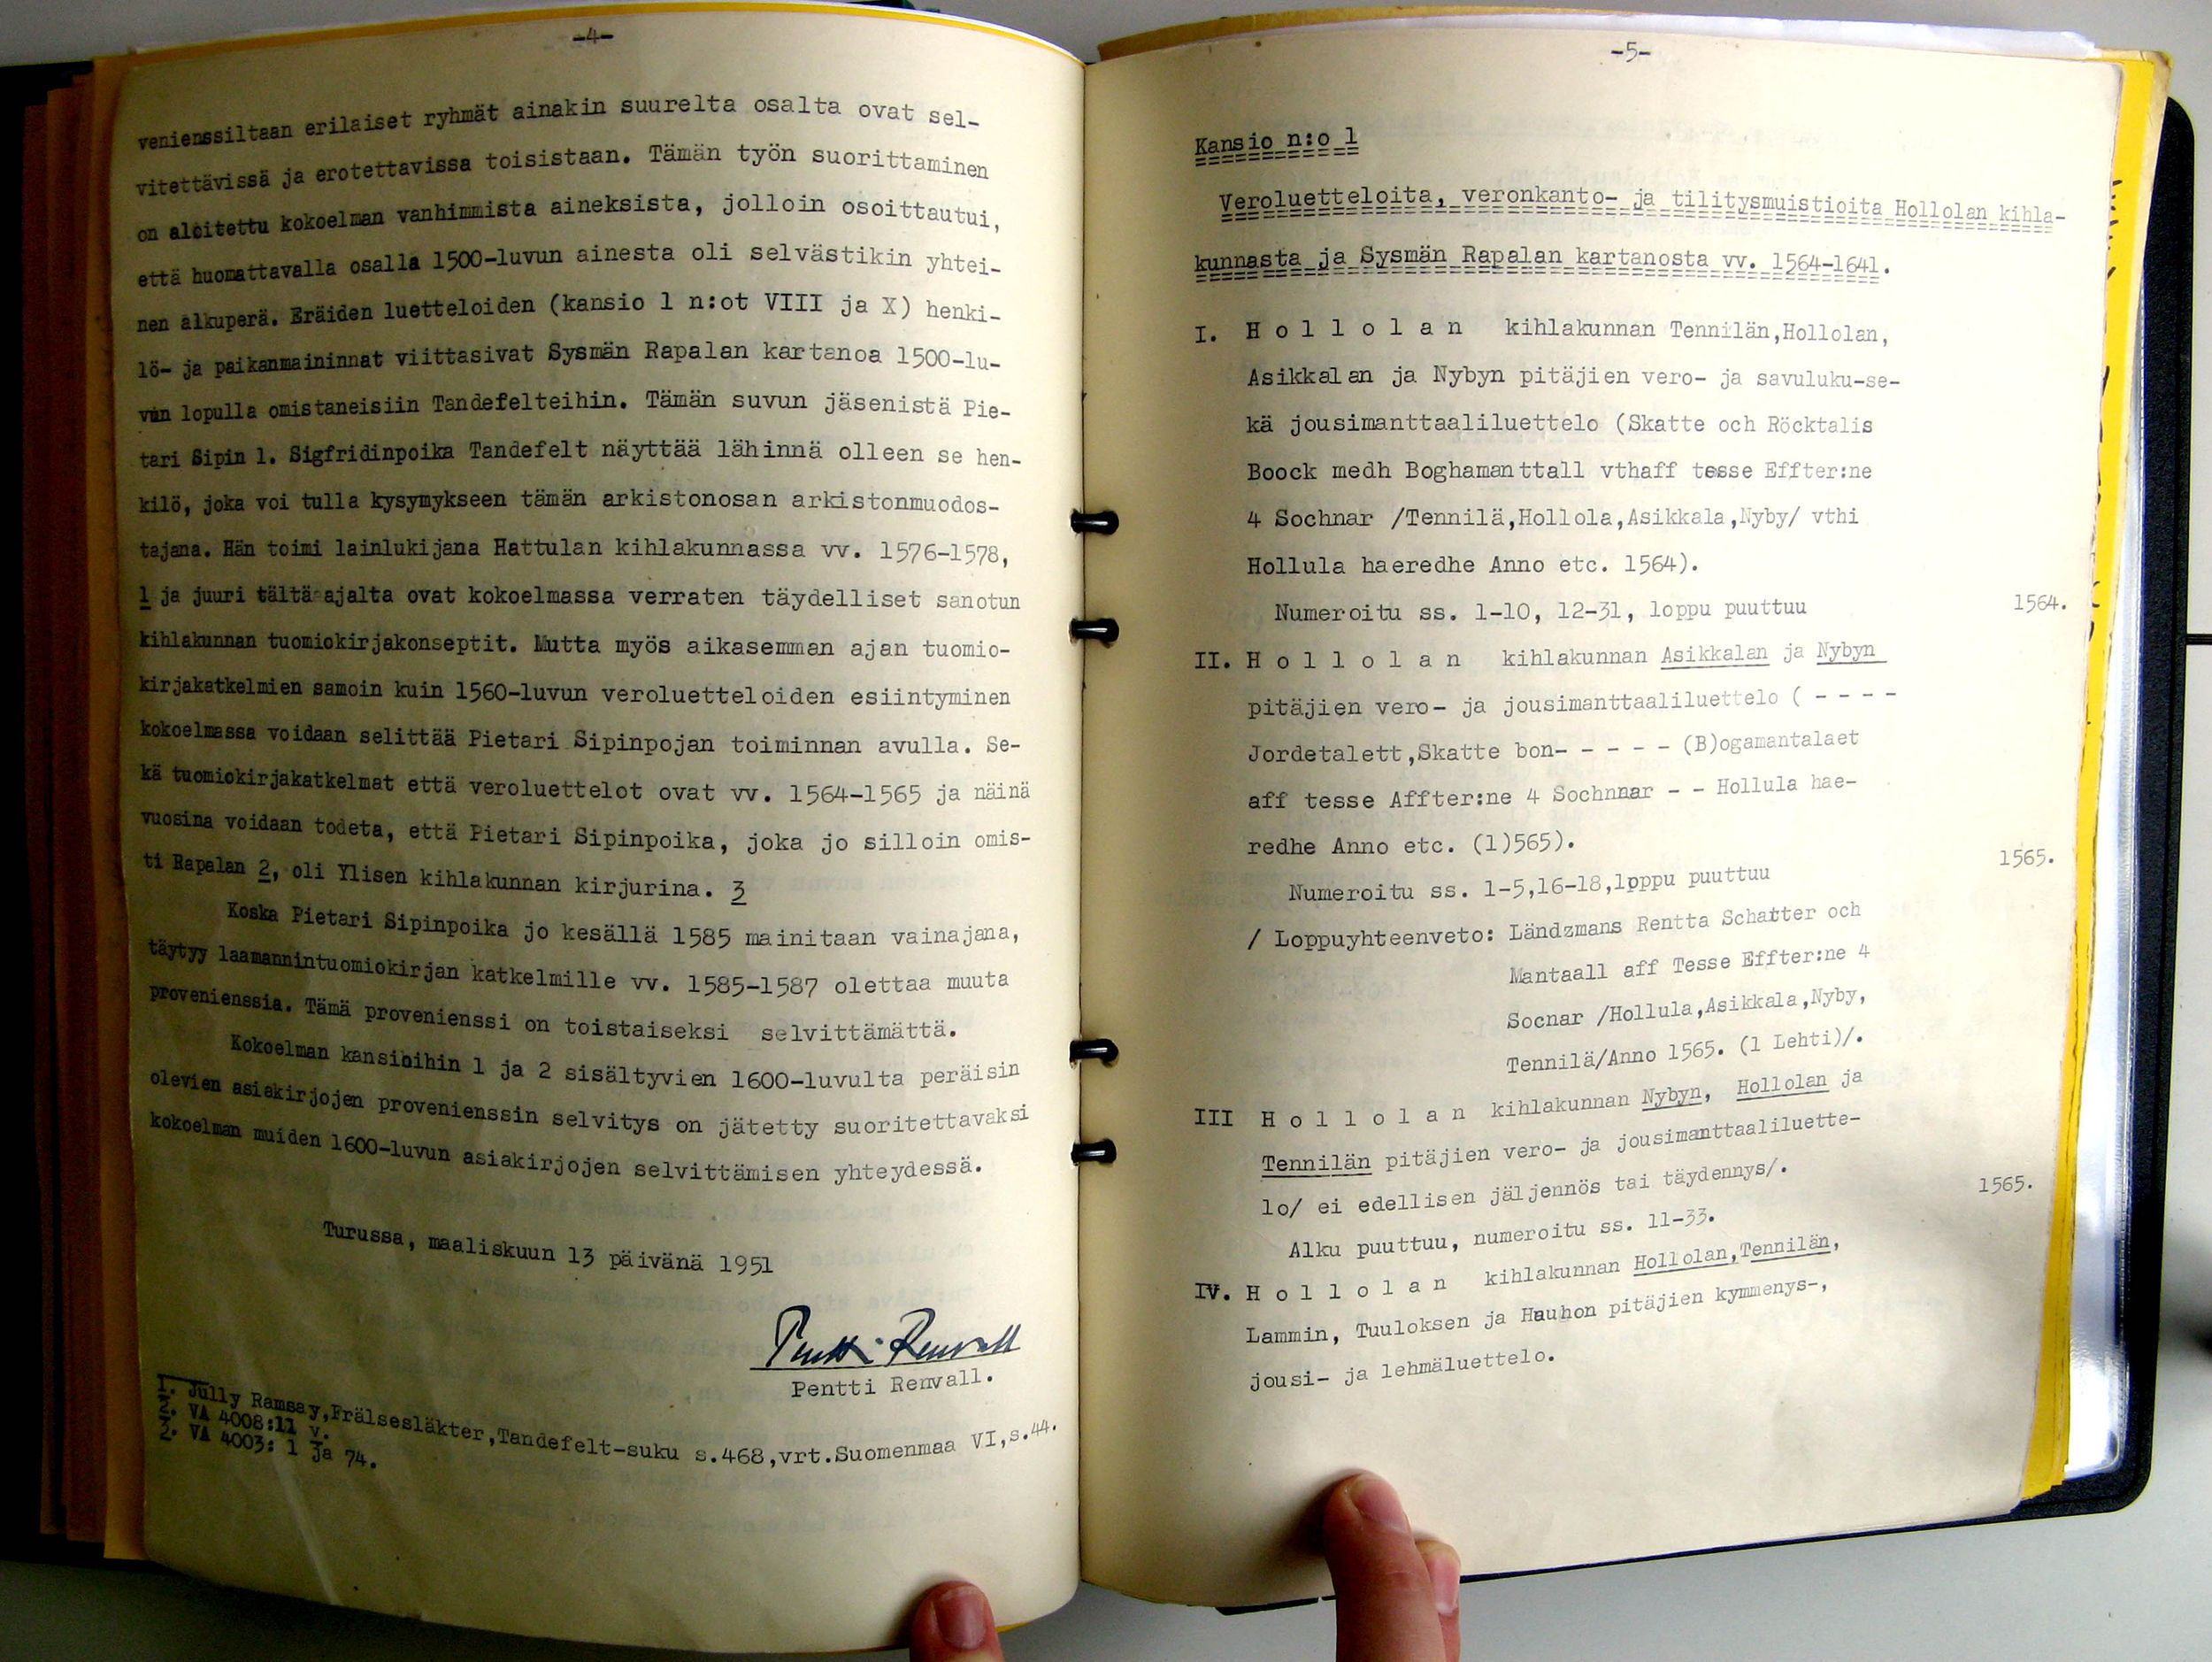 -4-
venienssiltaan erilaiset ryhmät ainakin suurelta osalta ovat sel-
vitettävissä ja erotettavissa toisistaan. Tämän työn suorittaminen
on aloitettu kokoelman vanhimmista aineksista, jolloin osoittautui,
että huomattavalla osalla 1500-luvun ainesta oli selvästikin yhtei-
nen alkuperä. Eräiden luetteloiden (kansio 1 n:ot VIII ja X) henki-
lö- ja paikanmaininnat viittasivat Sysmän Rapalan kartanoa 1500-lu-
vun lopulla omistaneisiin Tandefelteihin. Tämän suvun jäsenistä Pie-
tari Sipin l. Sigfridinpoika Tandefelt näyttää lähinnä olleen se hen-
kilö, joka voi tulla kysymykseen tämän arkistonosan arkistonmuodos-
tajana. Hän toimi lainlukijana Hattulan kihlakunnassa vv. 1576-1578,
1 ja juuri tältä ajalta ovat kokoelmassa verraten täydelliset sanotun
kihlakunnan tuomiokirjakonseptit. Mutta myös aikasemman ajan tuomio-
kirjakatkelmien samoin kuin 1560-luvun veroluetteloiden esiintyminen
kokoelmassa voidaan selittää Pietari Sipinpojan toiminnan avulla. Se-
kä tuomiokirjakatkelmat että veroluettelot ovat vv. 1564-1565 ja näinä
vuosina voidaan todeta, että Pietari Sipinpoika, joka jo silloin omis-
ti Rapalan 2, oli Ylisen kihlakunnan kirjurina. 3
Koska Pietari Sipinpoika jo kesällä 1585 mainitaan vainajana,
täytyy laamannintuomiokirjan katkelmille vv. 1585-1587 olettaa muuta
provenienssia. Tämä provenienssi on toistaiseksi selvittämättä.
Kokoelman kansioihin 1 ja 2 sisältyvien 1600-luvulta peräisin
olevien asiakirjojen provenienssin selvitys on jätetty suoritettavaksi
kokoelman muiden 1600-luvun asiakirjojen selvittämisen yhteydessä.
Turussa, maaliskuun 13 päivänä 1951
Pentti Renvall
Pentti Renvall.
1. Jully Ramsay,Frälsesläkter,Tandefelt-suku s.468,vrt.Suomenmaa VI,s.44.
2. VA 4008:11 v.
3. VA 4003: 1 ja 74.
-5-
Kansio n:o 1
Veroluetteloita, veronkanto- ja tilitysmuistioita Hollolan kihla-
kunnasta ja Sysmän Rapalan kartanosta vv. 1564-1641.
I. H o l l o l a n kihlakunnan Tennilän,Hollolan,
Asikkalan ja Nybyn pitäjien vero- ja savuluku-se-
kä jousimanttaaliluettelo (Skatte och Röcktalis
Boock medh Boghamanttall vthaff tesse Effter:ne
4 Sochnar /Tennilä,Hollola,Asikkala,Nyby/ vthi
Hollula haeredhe Anno etc. 1564).
Numeroitu ss. 1-10, 12-31, loppu puuttuu 1564.
II. H o l l o l a n kihlakunnan Asikkalan ja Nybyn
pitäjien vero- ja jousimanttaaliluettelo ( - - - -
Jordetalett,Skatte bon- - - - - (B)ogamantalaet
aff tesse Affter:ne 4 Sochnnar - - Hollula hae-
redhe Anno etc. (1)565).
Numeroitu ss. 1-5,16-18,loppu puuttuu 1565.
/ Loppuyhteenveto: Ländzmans Rentta Schatter och
Mantaall aff Tesse Effter:ne 4
Socnar /Hollula,Asikkala,Nyby,
Tennilä/Anno 1565. (1 Lehti)/.
III H o l l o l a n kihlakunnan Nybyn, Hollolan ja
Tennilän pitäjien vero- ja jousimanttaaliluette-
lo/ ei edellisen jäljennös tai täydennys/.
Alku puuttuu, numeroitu ss. 11-33. 1565.
IV. H o l l o l a n kihlakunnan Hollolan,Tennilän,
Lammin, Tuuloksen ja Hauhon pitäjien kymmenys-,
jousi- ja lehmäluettelo.